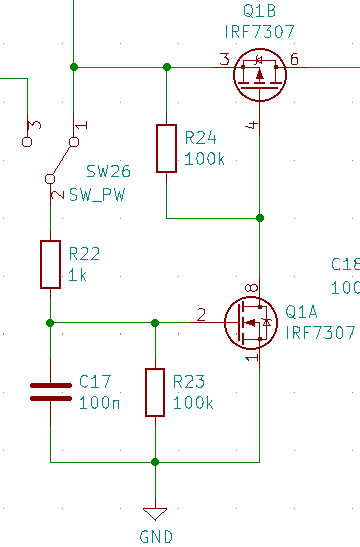 Q1B
IRF7307
3
6
3
1
R24
100k
4
SW26
SW_PW
2
R22
1k
C18
100
8
2
Q1A
IRF7307
1
C17
100n
R23
100k
GND